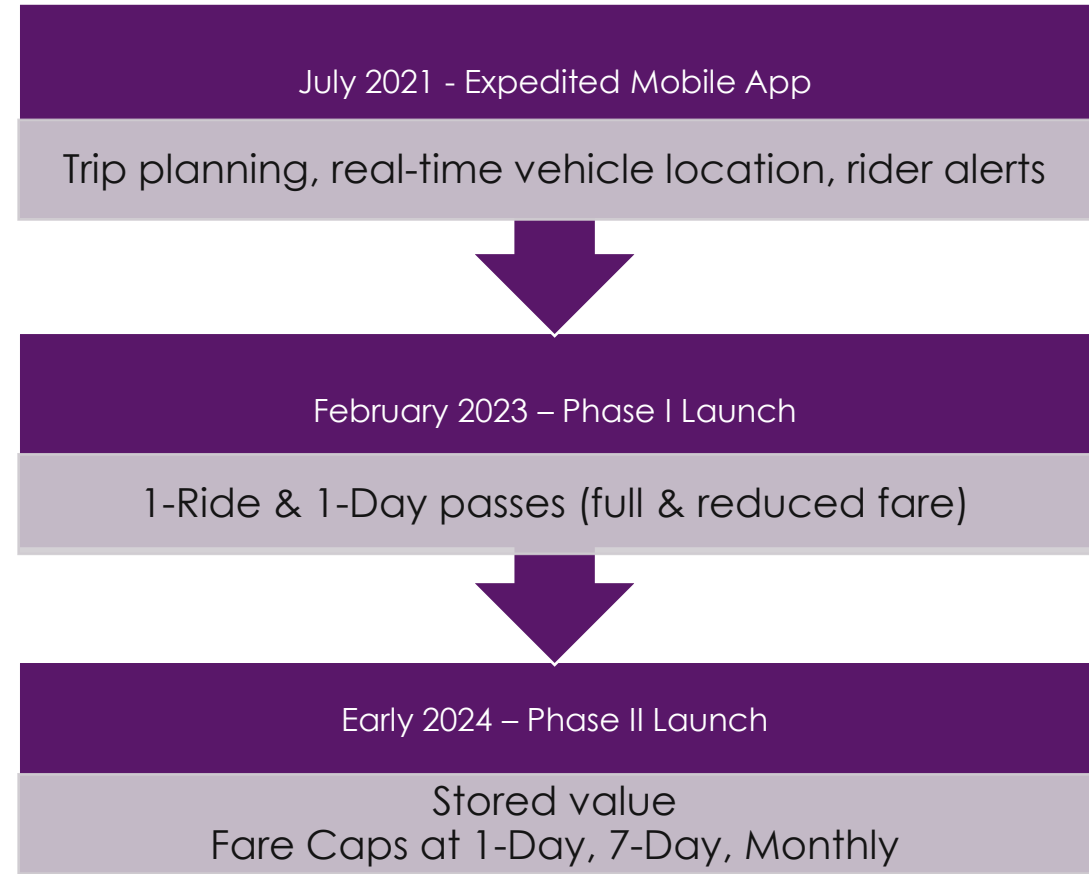 July 2021 - Expedited Mobile App
Trip planning, real-time vehicle location, rider alerts
February 2023 – Phase I Launch
1-Ride & 1-Day passes (full & reduced fare)
Early 2024 – Phase II Launch
Stored value
Fare Caps at 1-Day, 7-Day, Monthly